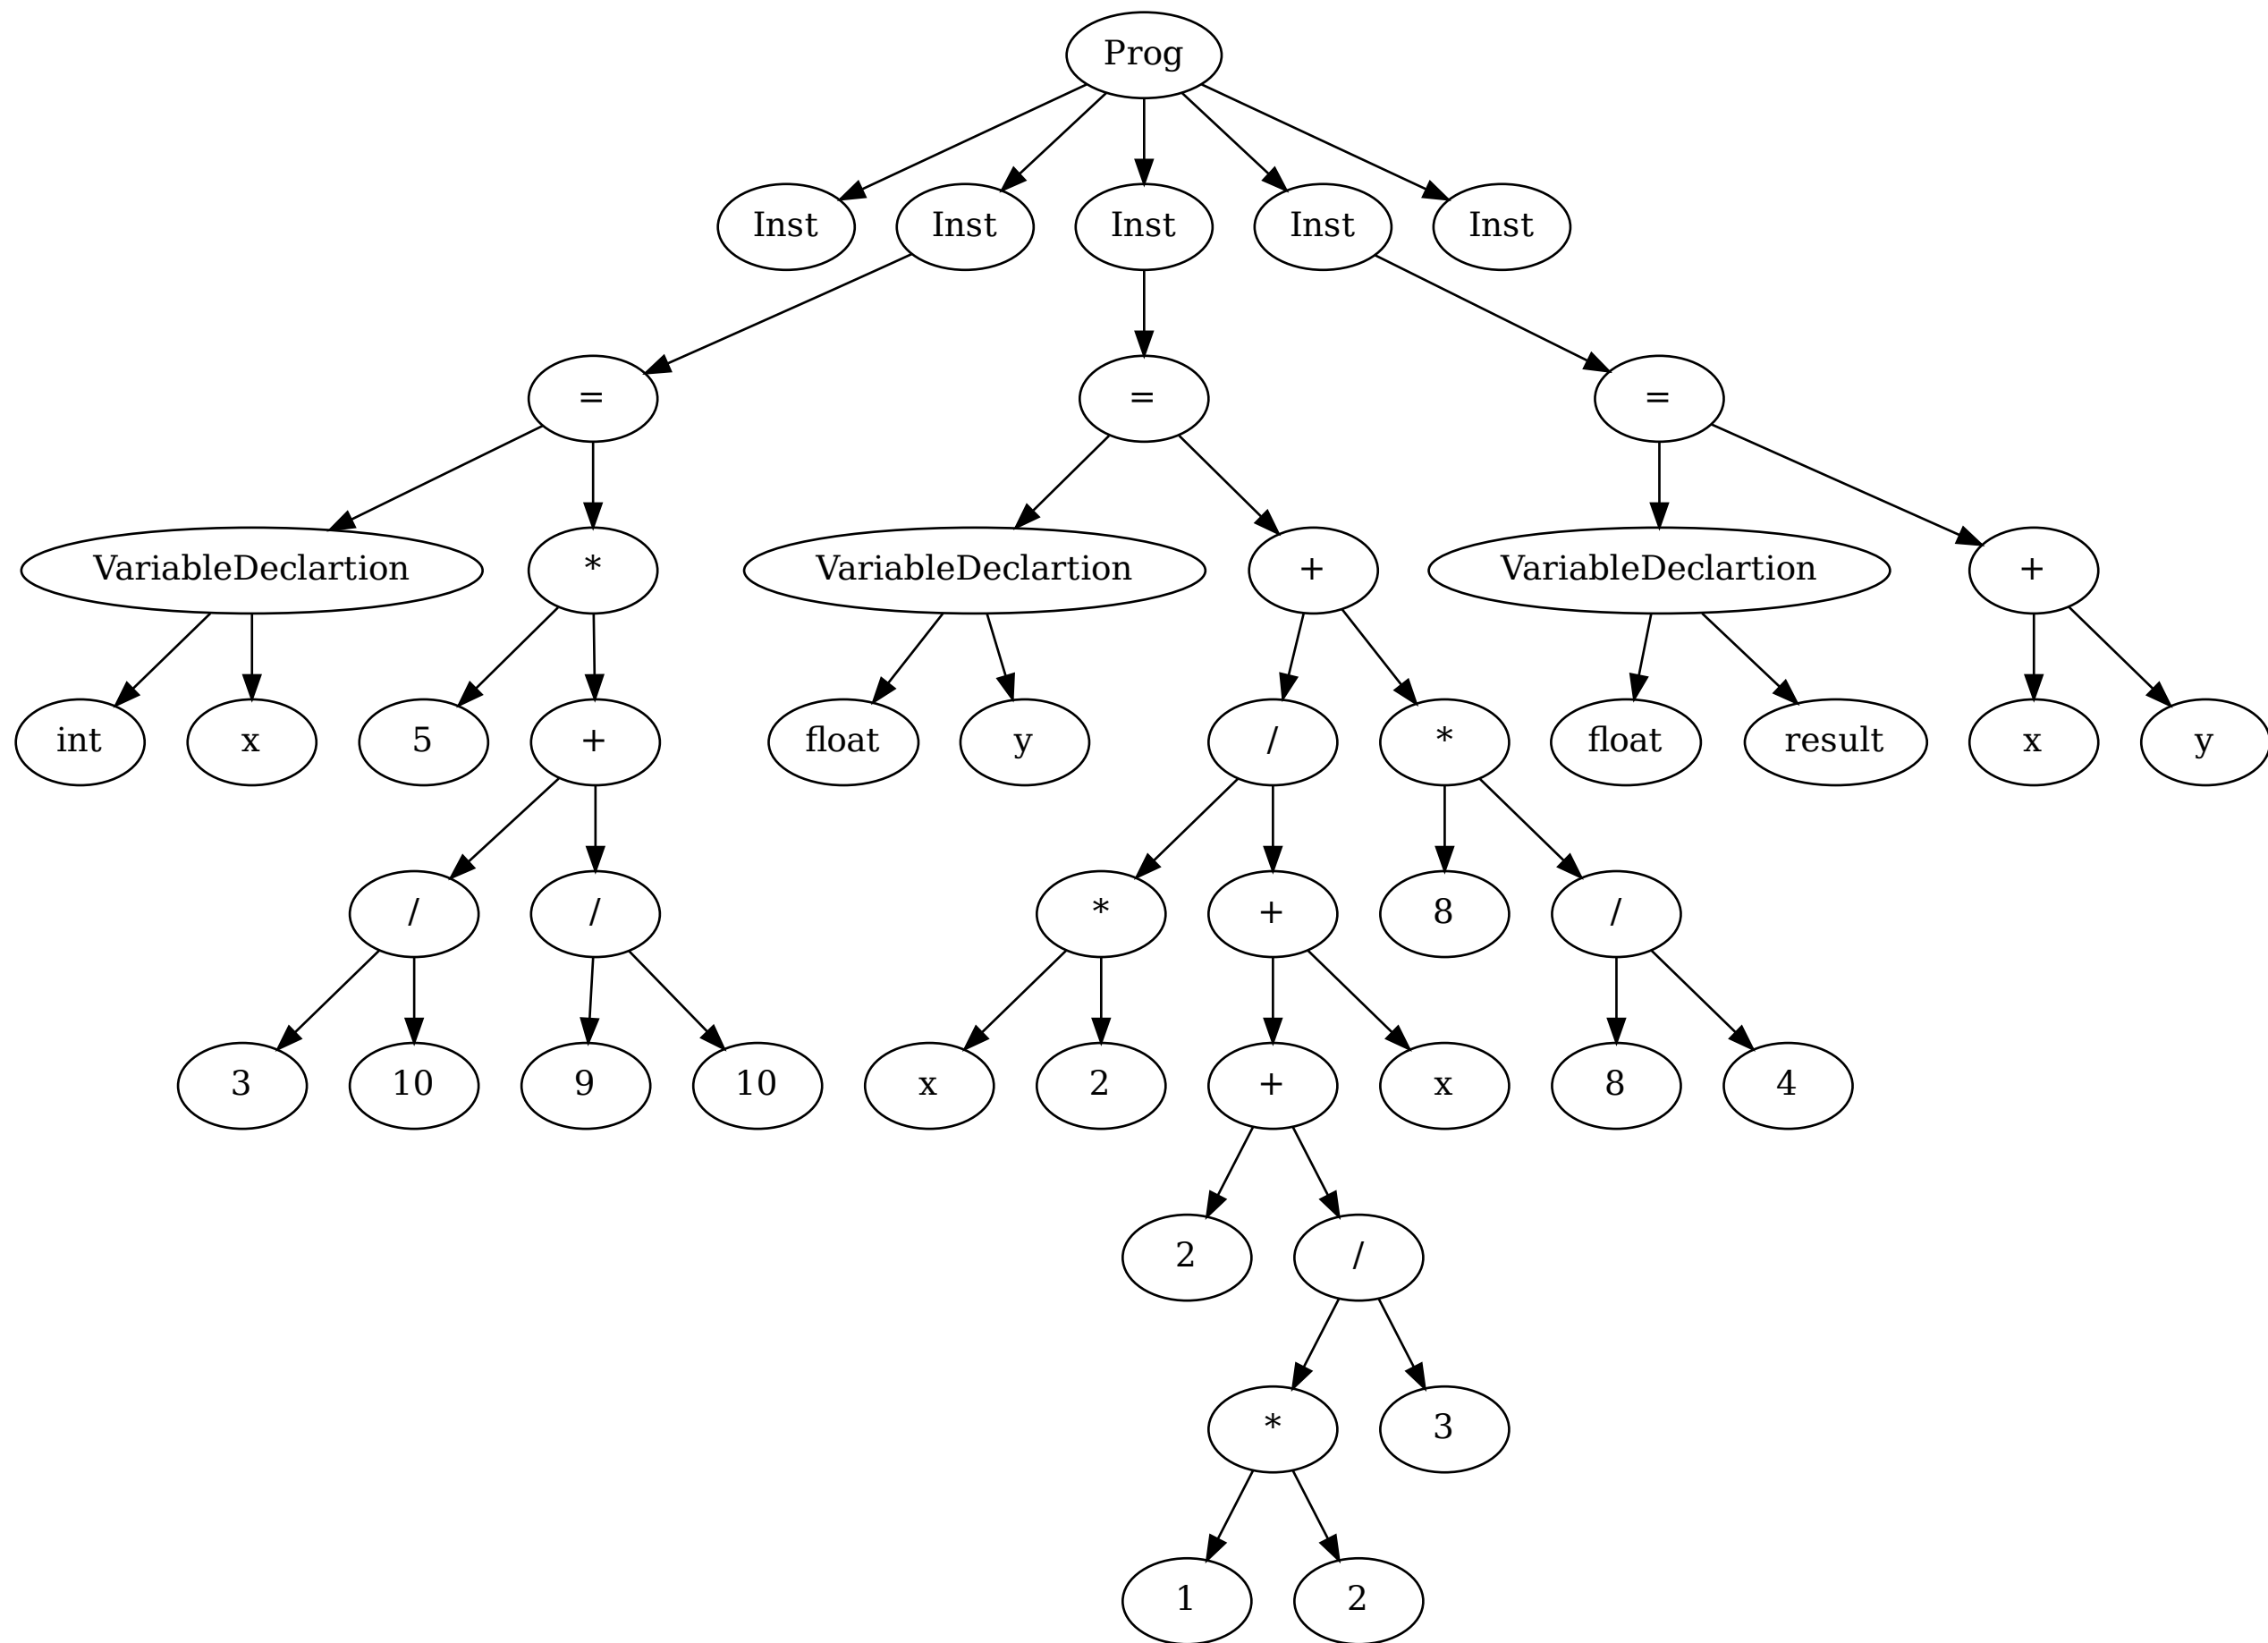 Prog
Inst Inst Inst Inst Inst
= = =
VariableDeclartion * VariableDeclartion + VariableDeclartion +
int x 5 + float y / * float result x y
/ / * + 8 /
3 10 9 10 x 2 + x 8 4
2 /
* 3
1 2